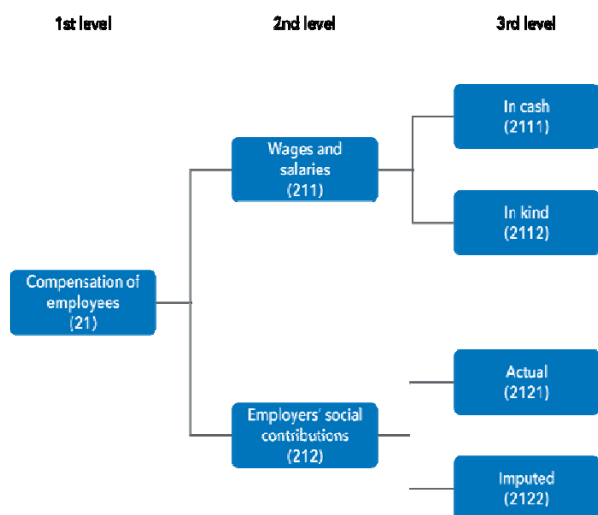 1st level
2nd level
3rd level
In cash
(2111)
Wages and
salaries
(211)
In kind
(2112)
Compensation of
employees
(21)
Actual
(2121)
Employers' social
contributions
(212)
Imputed
(2122)